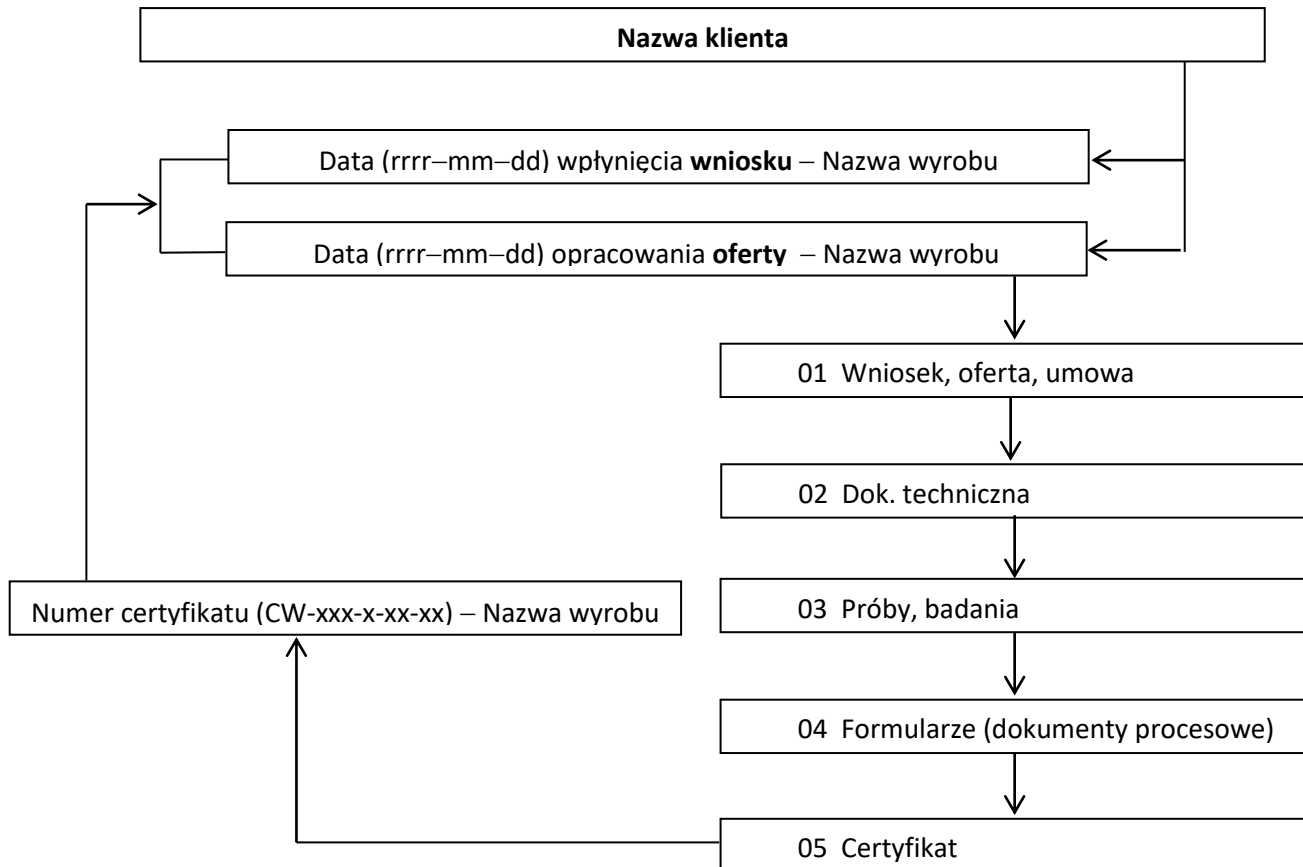 Nazwa klienta
Data (rrrr–mm–dd) wpłynięcia wniosku – Nazwa wyrobu
Data (rrrr–mm–dd) opracowania oferty – Nazwa wyrobu
01 Wniosek, oferta, umowa
02 Dok. techniczna
Numer certyfikatu (CW-xxx-x-xx-xx) – Nazwa wyrobu
03 Próby, badania
04 Formularze (dokumenty procesowe)
05 Certyfikat